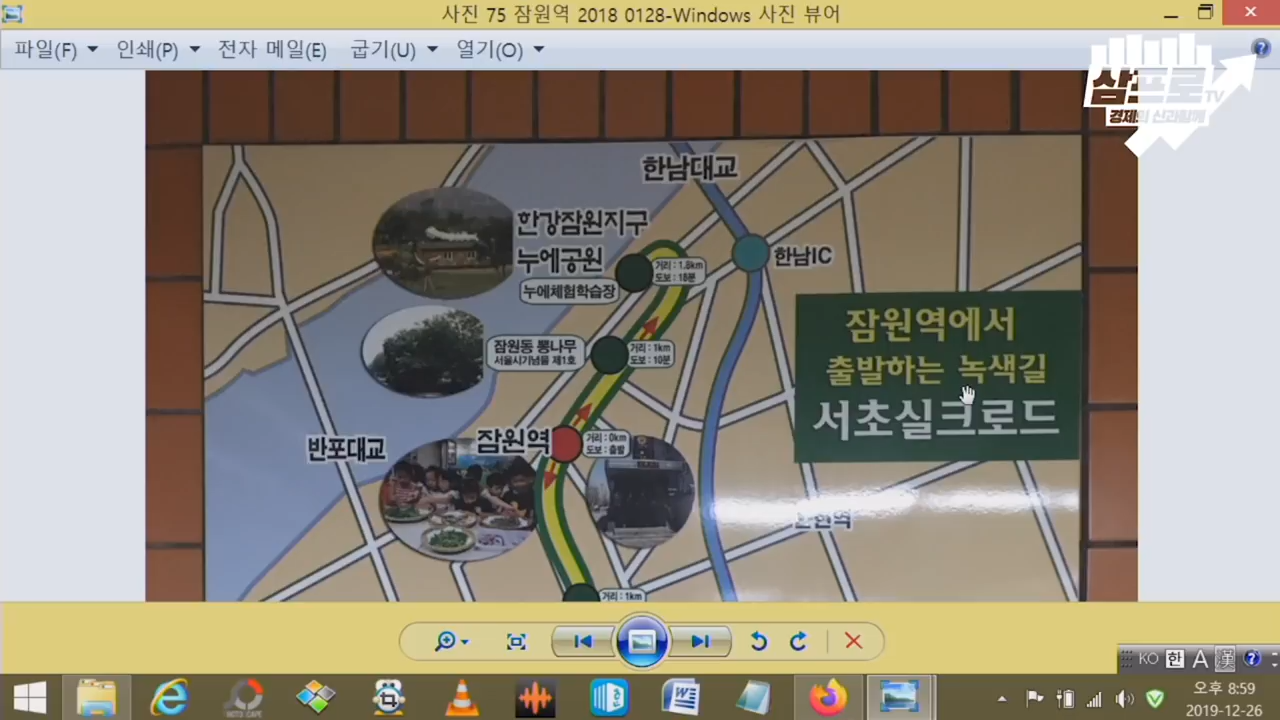 사진 75 잠원역 2018 0128-Windows 사진 뷰어
파일(F) 인쇄(P) 전자 메일(E) 굽기(U) 열기(O)
삼프로TV
경제의 신과함께
한남대교
한강잠원지구
누에공원
누에체험학습장
거리 : 1.8km
도보 : 18분
한남IC
잠원동 뽕나무
서울시기념물 제1호
거리 : 1km
도보 : 10분
잠원역에서
출발하는 녹색길
서초실크로드
반포대교
잠원역
거리 : 0km
도보 : 출발
거리 : 1km
KO 한 A 漢
오후 8:59
2019-12-26